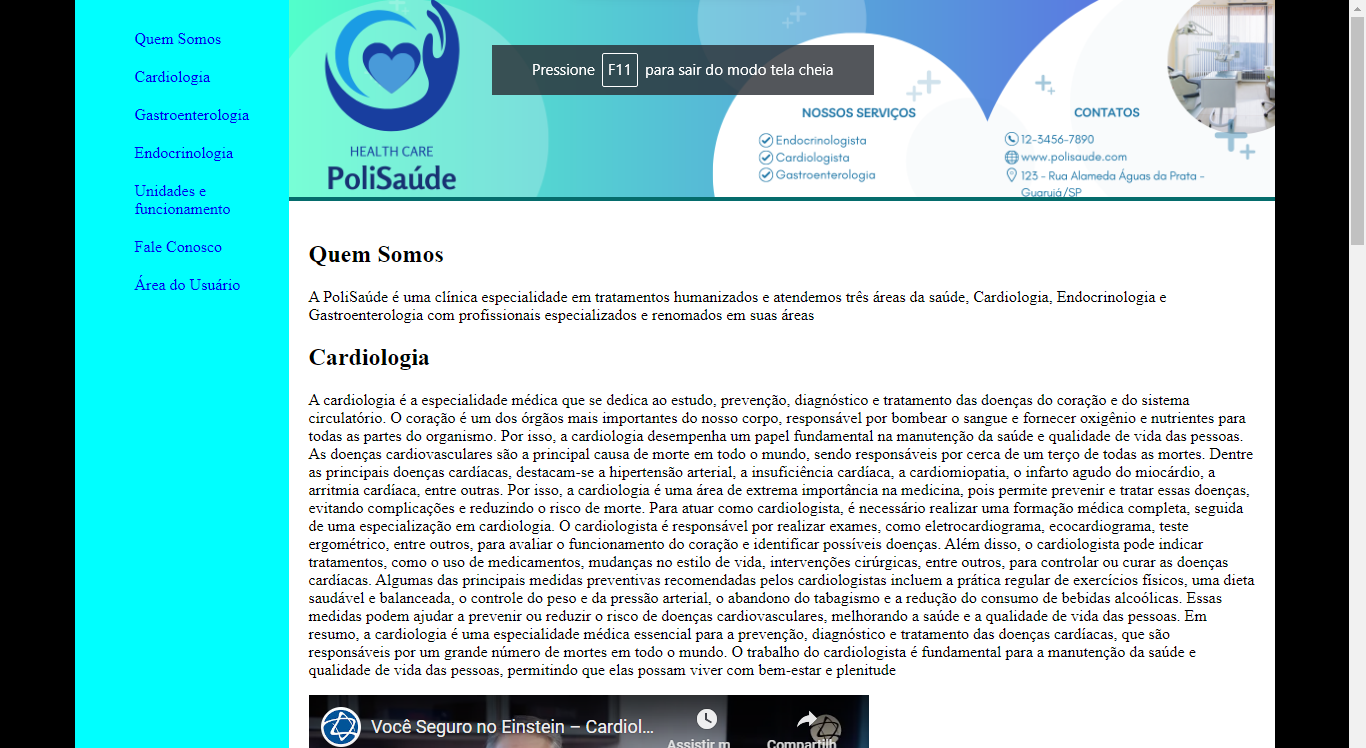 Quem Somos
Cardiologia
Gastroenterologia
Endocrinologia
Unidades e
funcionamento
Fale Conosco
Área do Usuário
HEALTH CARE
PoliSaúde
Pressione F11 para sair do modo tela cheia
NOSSOS SERVIÇOS
Endocrinologista
Cardiologista
Gastroenterologia
CONTATOS
12-3456-7890
www.polisaude.com
123 - Rua Alameda Águas da Prata -
Guarujá/SP
Quem Somos
A PoliSaúde é uma clínica especialidade em tratamentos humanizados e atendemos três áreas da saúde, Cardiologia, Endocrinologia e
Gastroenterologia com profissionais especializados e renomados em suas áreas
Cardiologia
A cardiologia é a especialidade médica que se dedica ao estudo, prevenção, diagnóstico e tratamento das doenças do coração e do sistema
circulatório. O coração é um dos órgãos mais importantes do nosso corpo, responsável por bombear o sangue e fornecer oxigênio e nutrientes para
todas as partes do organismo. Por isso, a cardiologia desempenha um papel fundamental na manutenção da saúde e qualidade de vida das pessoas.
As doenças cardiovasculares são a principal causa de morte em todo o mundo, sendo responsáveis por cerca de um terço de todas as mortes. Dentre
as principais doenças cardíacas, destacam-se a hipertensão arterial, a insuficiência cardíaca, a cardiomiopatia, o infarto agudo do miocárdio, a
arritmia cardíaca, entre outras. Por isso, a cardiologia é uma área de extrema importância na medicina, pois permite prevenir e tratar essas doenças,
evitando complicações e reduzindo o risco de morte. Para atuar como cardiologista, é necessário realizar uma formação médica completa, seguida
de uma especialização em cardiologia. O cardiologista é responsável por realizar exames, como eletrocardiograma, ecocardiograma, teste
ergométrico, entre outros, para avaliar o funcionamento do coração e identificar possíveis doenças. Além disso, o cardiologista pode indicar
tratamentos, como o uso de medicamentos, mudanças no estilo de vida, intervenções cirúrgicas, entre outros, para controlar ou curar as doenças
cardíacas. Algumas das principais medidas preventivas recomendadas pelos cardiologistas incluem a prática regular de exercícios físicos, uma dieta
saudável e balanceada, o controle do peso e da pressão arterial, o abandono do tabagismo e a redução do consumo de bebidas alcoólicas. Essas
medidas podem ajudar a prevenir ou reduzir o risco de doenças cardiovasculares, melhorando a saúde e a qualidade de vida das pessoas. Em
resumo, a cardiologia é uma especialidade médica essencial para a prevenção, diagnóstico e tratamento das doenças cardíacas, que são
responsáveis por um grande número de mortes em todo o mundo. O trabalho do cardiologista é fundamental para a manutenção da saúde e
qualidade de vida das pessoas, permitindo que elas possam viver com bem-estar e plenitude
Você Seguro no Einstein – Cardiol...
Assistir m
Compartilh